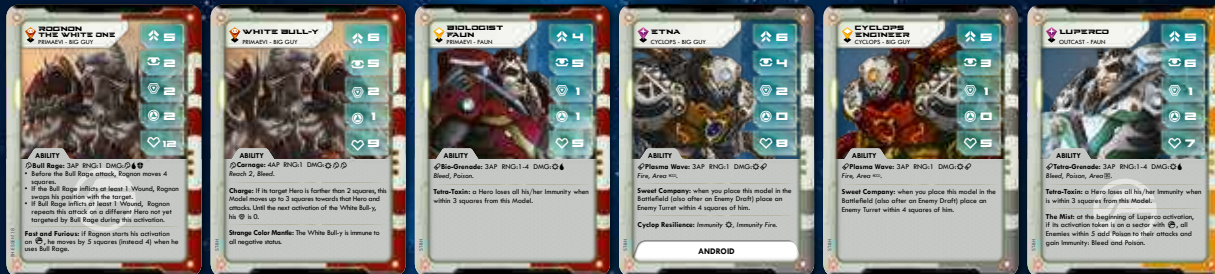 ROGNON
THE WHITE ONE
PRIMAEVI - BIG GUY
5
2
2
2
12
ABILITY
Bull Rage: 3AP RNG:1 DMG:
• Before the Bull Rage attack, Rognon moves 4
squares.
• If the Bull Rage inflicts at least 1 Wound, Rognon
swaps his position with the target.
• If Bull Rage inflicts at least 1 Wound, Rognon
repeats this attack on a different Hero not yet
targeted by Bull Rage during this activation.
Fast and Furious: if Rognon starts his activation
on , he moves by 5 squares (instead 4) when he
uses Bull Rage.
WHITE BULL-Y
PRIMAEVI - BIG GUY
6
5
2
1
9
ABILITY
Carnage: 4AP RNG:1 DMG:
Reach 2, Bleed.
Charge: If its target Hero is farther than 2 squares, this
Model moves up to 3 squares towards that Hero and
attacks. Until the next activation of the White Bull-y,
his is 0.
Strange Color Mantle: The White Bull-y is immune to
all negative status.
BIOLOGIST
FAUN
PRIMAEVI - FAUN
4
5
1
1
5
ABILITY
Bio-Grenade: 3AP RNG:1-4 DMG:
Bleed, Poison.
Tetra-Toxin: a Hero loses all his/her Immunity when
within 3 squares from this Model.
ETNA
CYCLOPS - BIG GUY
6
4
2
0
8
ABILITY
Plasma Wave: 3AP RNG:1 DMG:
Fire, Area
Sweet Company: when you place this model in the
Battlefield (also after an Enemy Draft) place an
Enemy Turret within 4 squares of him.
Cyclop Resilience: Immunity , Immunity Fire.
ANDROID
CYCLOPS
ENGINEER
CYCLOPS - BIG GUY
5
3
1
0
5
ABILITY
Plasma Wave: 3AP RNG:1 DMG:
Fire, Area
Sweet Company: when you place this model in the
Battlefield (also after an Enemy Draft) place an
Enemy Turret within 4 squares of him.
LUPERCO
OUTCAST - FAUN
5
6
1
2
7
ABILITY
Tetra-Grenade: 3AP RNG:1-4 DMG:
Bleed, Poison, Area
Tetra-Toxin: a Hero loses all his/her Immunity when
is within 3 squares from this Model.
The Mist: at the beginning of Luperco activation,
if its activation token is on a sector with , all
Enemies within 5 add Poison to their attacks and
gain Immunity: Bleed and Poison.